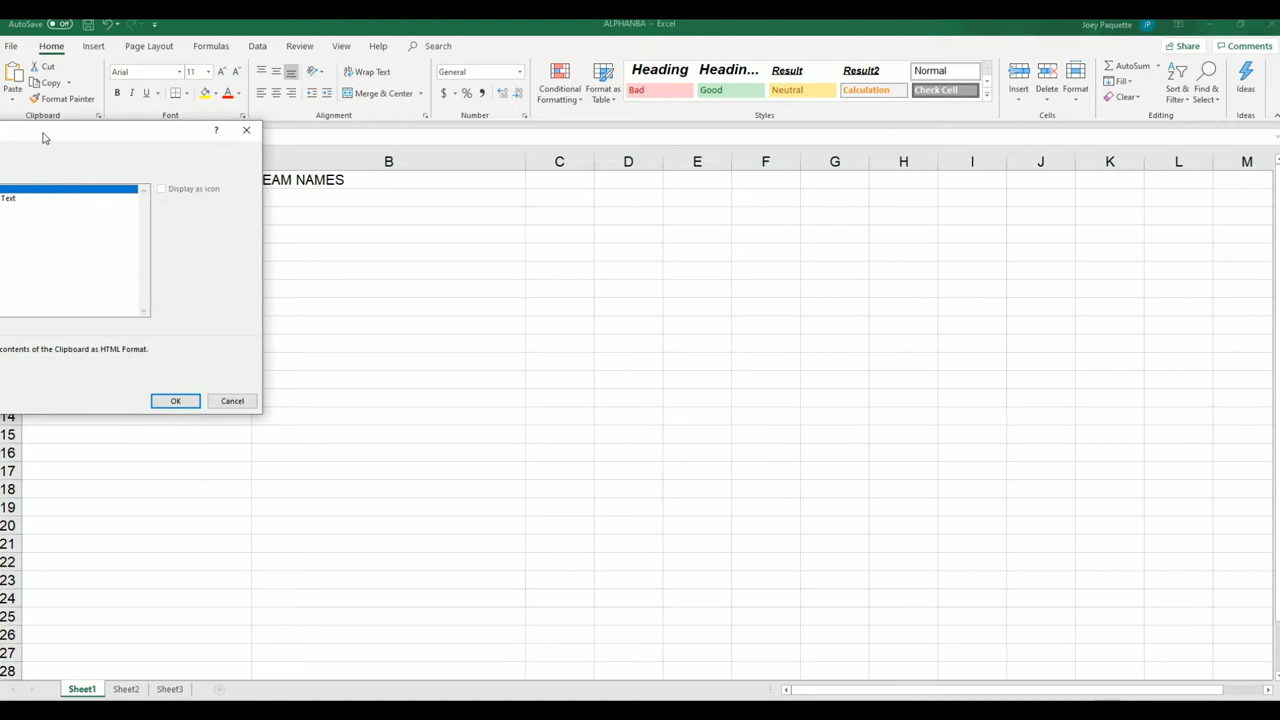 AutoSave Off ALPHANBA - Excel Joey Paquette JP
File Home Insert Page Layout Formulas Data Review View Help Search Share Comments
Cut Arial 11 Wrap Text General Heading Headin... Result Result2 Normal AutoSum
Copy Fill
Paste Format Painter B I U A Merge & Center $ % Conditional Formatting Format as Table Bad Good Neutral Calculation Check Cell Insert Delete Format Clear Sort & Filter Find & Select Ideas
Clipboard Font Alignment Number Styles Cells Editing Ideas
? 
B C D E F G H I J K L M
EAM NAMES
Display as icon
Text
contents of the Clipboard as HTML Format.
OK Cancel
14
15
16
17
18
19
20
21
22
23
24
25
26
27
28
Sheet1 Sheet2 Sheet3